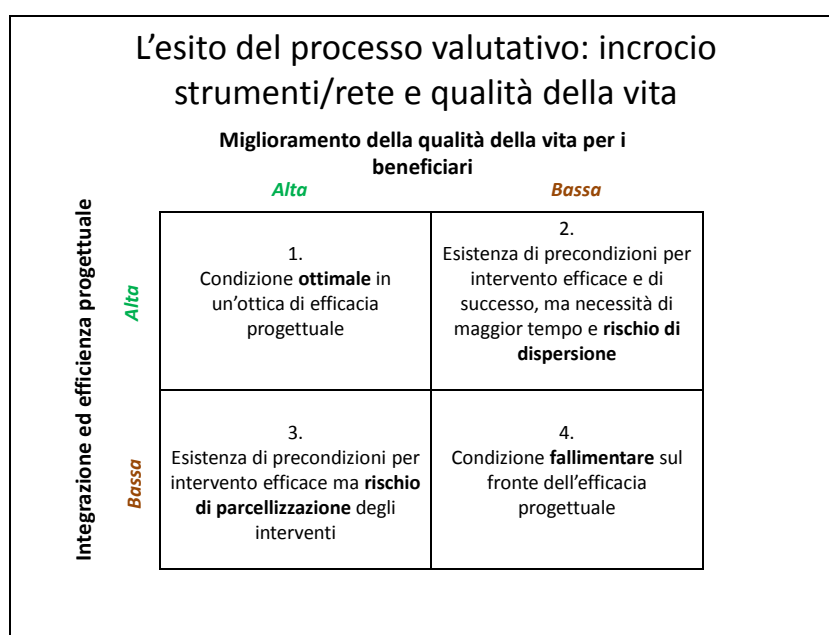 L’esito del processo valutativo: incrocio
strumenti/rete e qualità della vita
Miglioramento della qualità della vita per i
beneficiari
Alta
Bassa
Integrazione ed efficienza progettuale
Alta
1.
Condizione ottimale in
un’ottica di efficacia
progettuale
2.
Esistenza di precondizioni per
intervento efficace e di
successo, ma necessità di
maggior tempo e rischio di
dispersione
Bassa
3.
Esistenza di precondizioni per
intervento efficace ma rischio
di parcellizzazione degli
interventi
4.
Condizione fallimentare sul
fronte dell’efficacia
progettuale